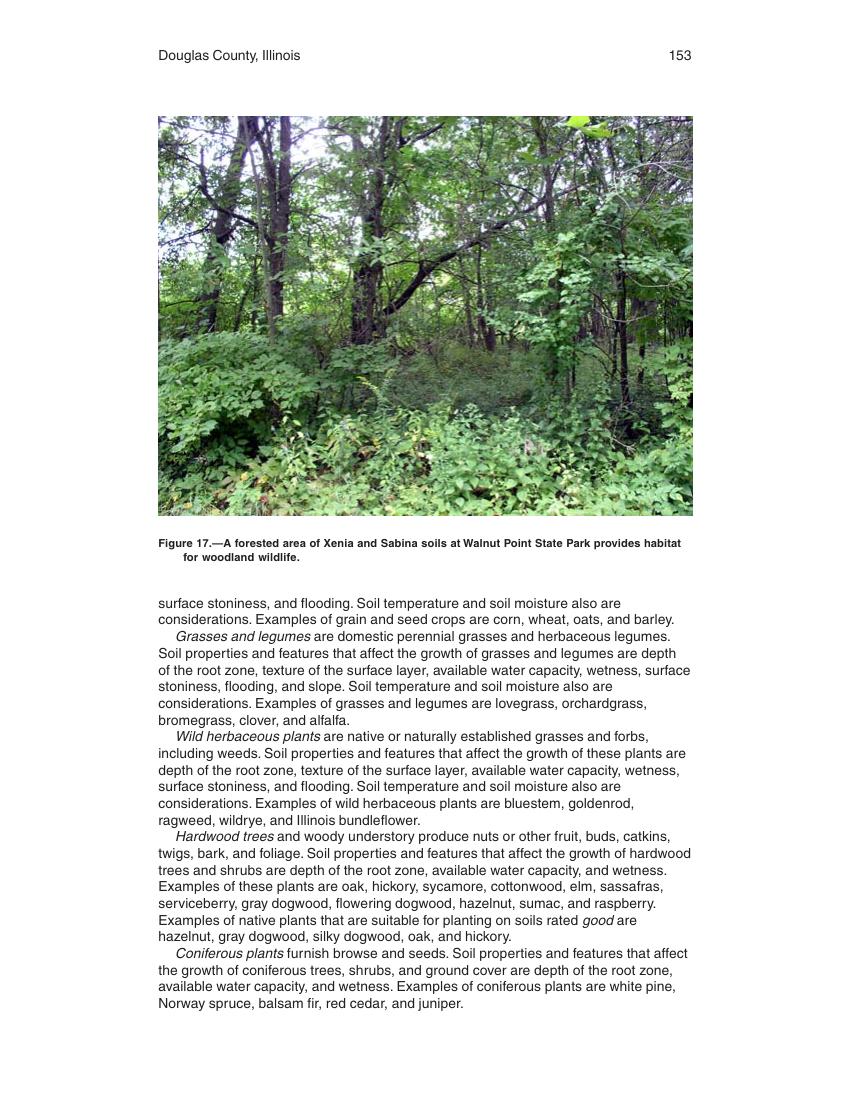 Douglas County, Illinois 153
Figure 17.—A forested area of Xenia and Sabina soils at Walnut Point State Park provides habitat
for woodland wildlife.
surface stoniness, and flooding. Soil temperature and soil moisture also are
considerations. Examples of grain and seed crops are corn, wheat, oats, and barley.
Grasses and legumes are domestic perennial grasses and herbaceous legumes.
Soil properties and features that affect the growth of grasses and legumes are depth
of the root zone, texture of the surface layer, available water capacity, wetness, surface
stoniness, flooding, and slope. Soil temperature and soil moisture also are
considerations. Examples of grasses and legumes are lovegrass, orchardgrass,
bromegrass, clover, and alfalfa.
Wild herbaceous plants are native or naturally established grasses and forbs,
including weeds. Soil properties and features that affect the growth of these plants are
depth of the root zone, texture of the surface layer, available water capacity, wetness,
surface stoniness, and flooding. Soil temperature and soil moisture also are
considerations. Examples of wild herbaceous plants are bluestem, goldenrod,
ragweed, wildrye, and Illinois bundleflower.
Hardwood trees and woody understory produce nuts or other fruit, buds, catkins,
twigs, bark, and foliage. Soil properties and features that affect the growth of hardwood
trees and shrubs are depth of the root zone, available water capacity, and wetness.
Examples of these plants are oak, hickory, sycamore, cottonwood, elm, sassafras,
serviceberry, gray dogwood, flowering dogwood, hazelnut, sumac, and raspberry.
Examples of native plants that are suitable for planting on soils rated good are
hazelnut, gray dogwood, silky dogwood, oak, and hickory.
Coniferous plants furnish browse and seeds. Soil properties and features that affect
the growth of coniferous trees, shrubs, and ground cover are depth of the root zone,
available water capacity, and wetness. Examples of coniferous plants are white pine,
Norway spruce, balsam fir, red cedar, and juniper.